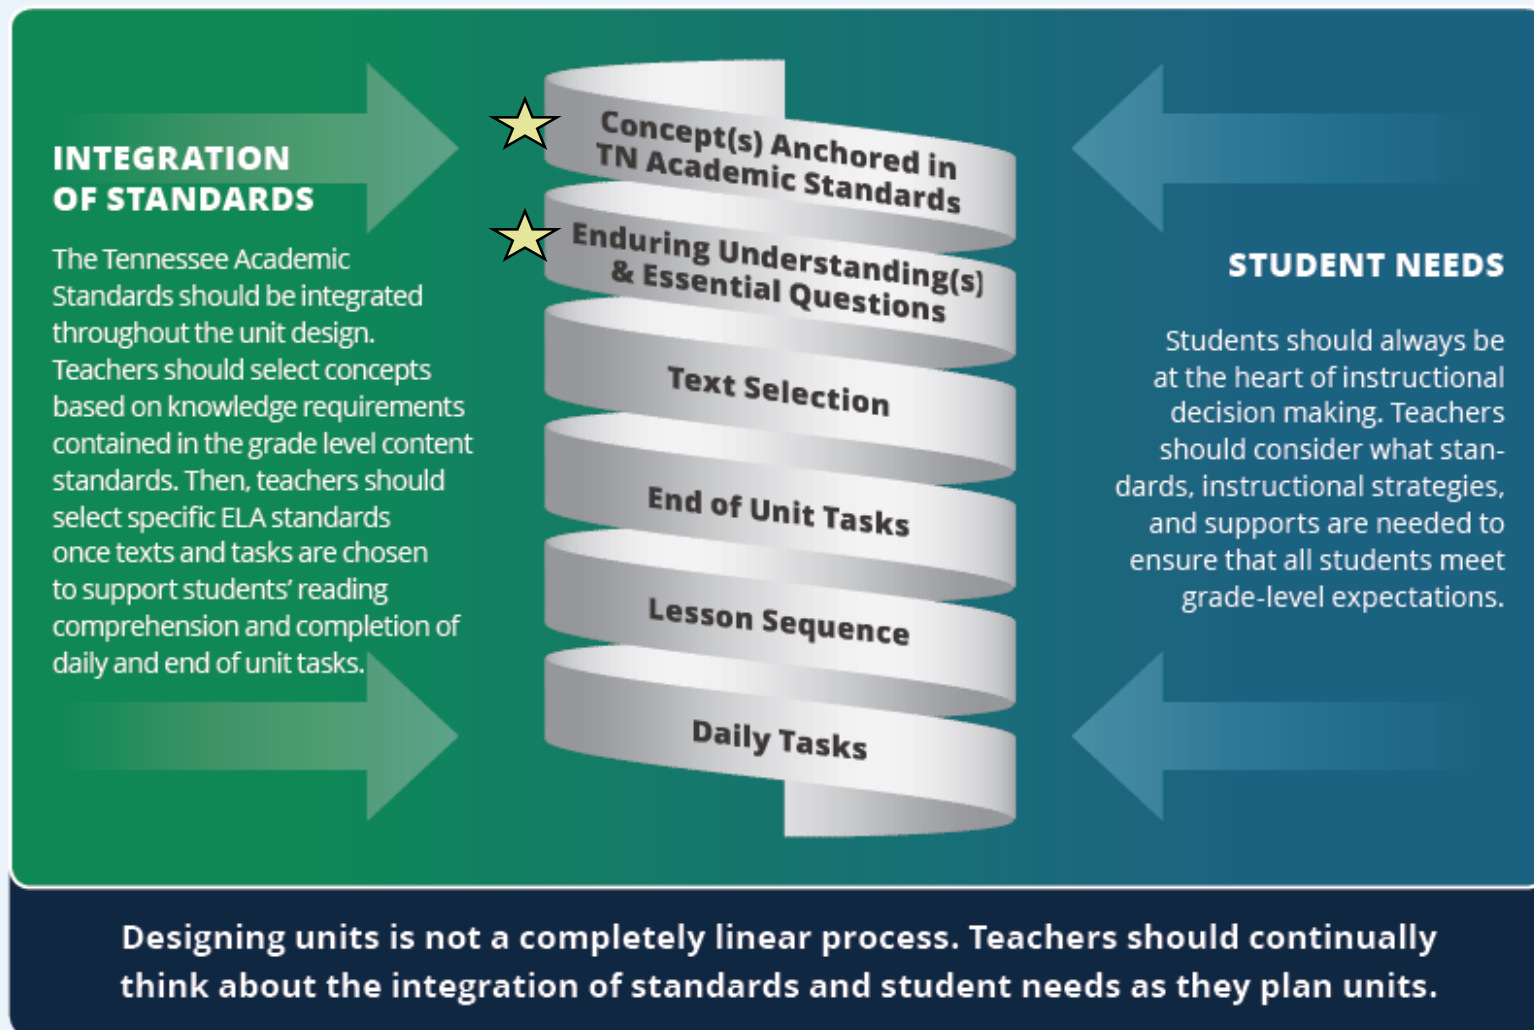 INTEGRATION
OF STANDARDS
The Tennessee Academic
Standards should be integrated
throughout the unit design.
Teachers should select concepts
based on knowledge requirements
contained in the grade level content
standards. Then, teachers should
select specific ELA standards
once texts and tasks are chosen
to support students’ reading
comprehension and completion of
daily and end of unit tasks.
Concept(s) Anchored in
TN Academic Standards
Enduring Understanding(s)
& Essential Questions
Text Selection
End of Unit Tasks
Lesson Sequence
Daily Tasks
STUDENT NEEDS
Students should always be
at the heart of instructional
decision making. Teachers
should consider what stan-
dards, instructional strategies,
and supports are needed to
ensure that all students meet
grade-level expectations.
Designing units is not a completely linear process. Teachers should continually
think about the integration of standards and student needs as they plan units.